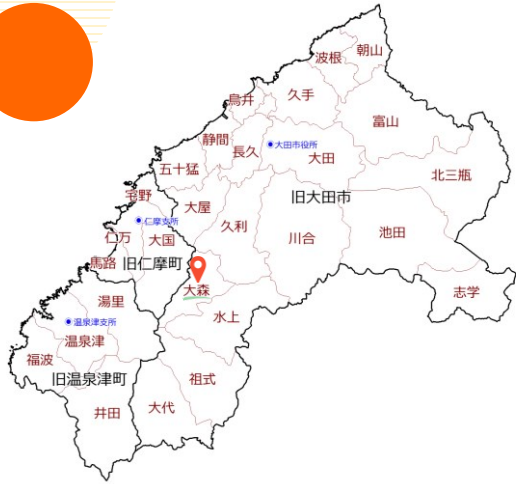 朝山
波根
久手
鳥井
富山
静間
長久
大田市役所
大田
五十猛
北三瓶
宅野
大屋
旧大田市
仁摩支所
久利
仁万
大国
川合
池田
馬路
旧仁摩町
大森
志学
湯里
水上
温泉津支所
温泉津
福波
旧温泉津町
祖式
井田
大代